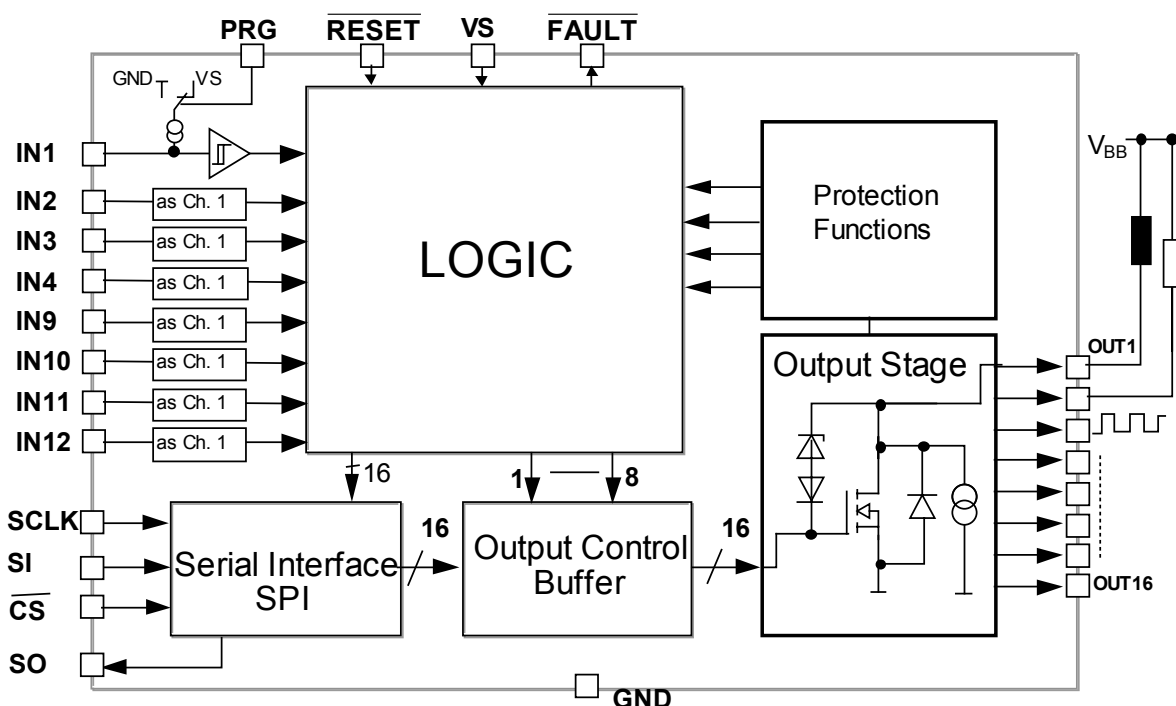 PRG
RESET
VS
FAULT
GND
VS
IN1
IN2
as Ch. 1
IN3
as Ch. 1
IN4
as Ch. 1
IN9
as Ch. 1
IN10
as Ch. 1
IN11
as Ch. 1
IN12
as Ch. 1
LOGIC
Protection
Functions
VBB
Output Stage
OUT1
OUT16
16
1
8
SCLK
SI
CS
SO
Serial Interface
SPI
16
Output Control
Buffer
16
GND